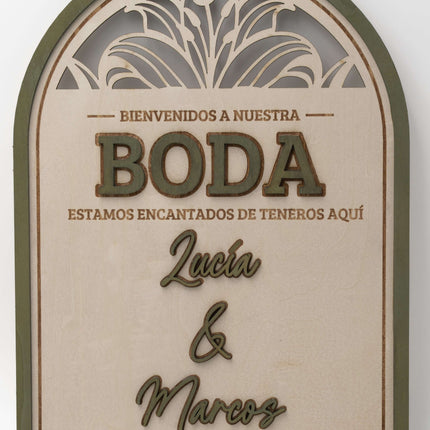 BIENVENIDOS A NUESTRA
BODA
ESTAMOS ENCANTADOS DE TENEROS AQUÍ
Lucía
&
Marcos